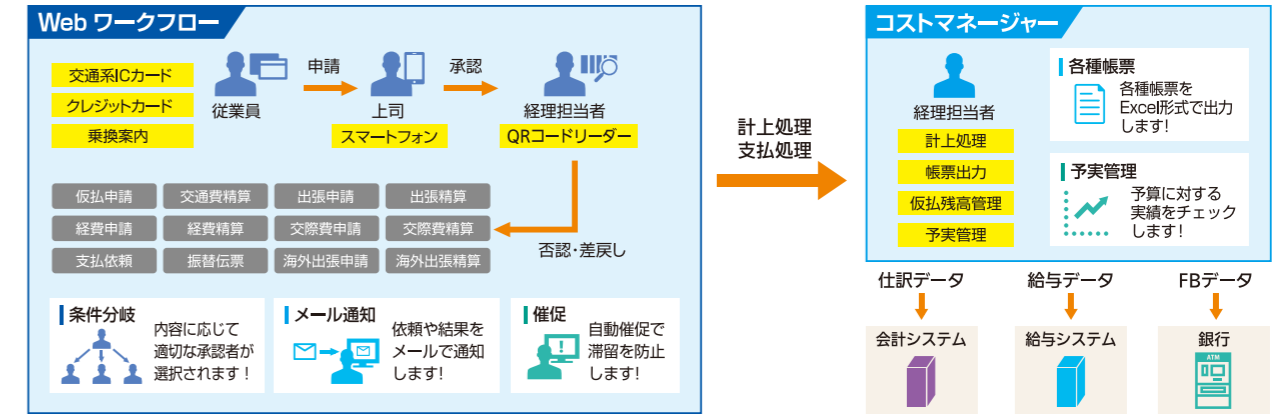 Web ワークフロー
交通系ICカード
クレジットカード
乗換案内
従業員
申請
上司
スマートフォン
承認
経理担当者
QRコードリーダー
仮払申請
交通費精算
出張申請
出張精算
経費申請
経費精算
交際費申請
交際費精算
支払依頼
振替伝票
海外出張申請
海外出張精算
否認・差戻し
条件分岐
内容に応じて
適切な承認者が
選択されます！
メール通知
依頼や結果を
メールで通知
します!
催促
自動催促で
滞留を防止
します!
計上処理
支払処理
コストマネージャー
経理担当者
計上処理
帳票出力
仮払残高管理
予実管理
各種帳票
各種帳票を
Excel形式で出力
します!
予実管理
予算に対する
実績をチェック
します!
仕訳データ
給与データ
FBデータ
会計システム
給与システム
銀行
ATM